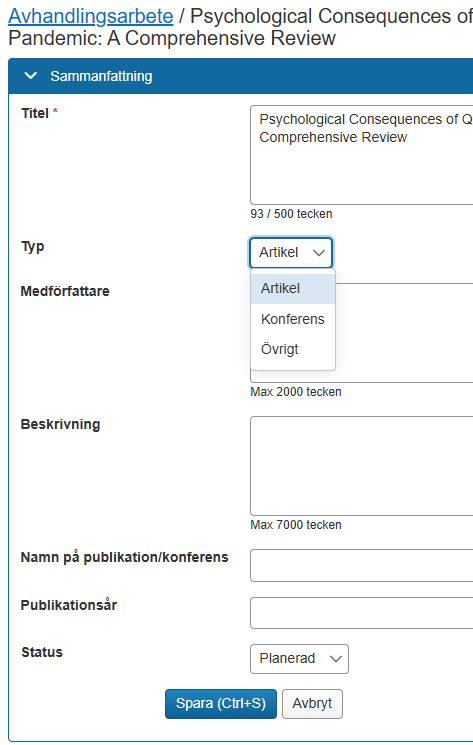 Avhandlingsarbete / Psychological Consequences of
Pandemic: A Comprehensive Review
Sammanfattning
Titel *
Psychological Consequences of Q
Comprehensive Review
93 / 500 tecken
Typ
Artikel
Artikel
Konferens
Övrigt
Medförfattare
Max 2000 tecken
Beskrivning
Max 7000 tecken
Namn på publikation/konferens
Publikationsår
Status
Planerad
Spara (Ctrl+S)
Avbryt